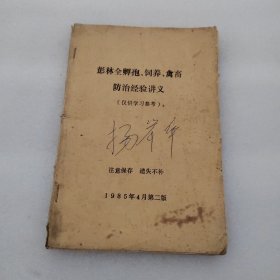 彭林全孵孢、饲养、禽畜
防治经验讲义
(仅供学习参考)。
注意保存 遗失不补
1985年4月第二版